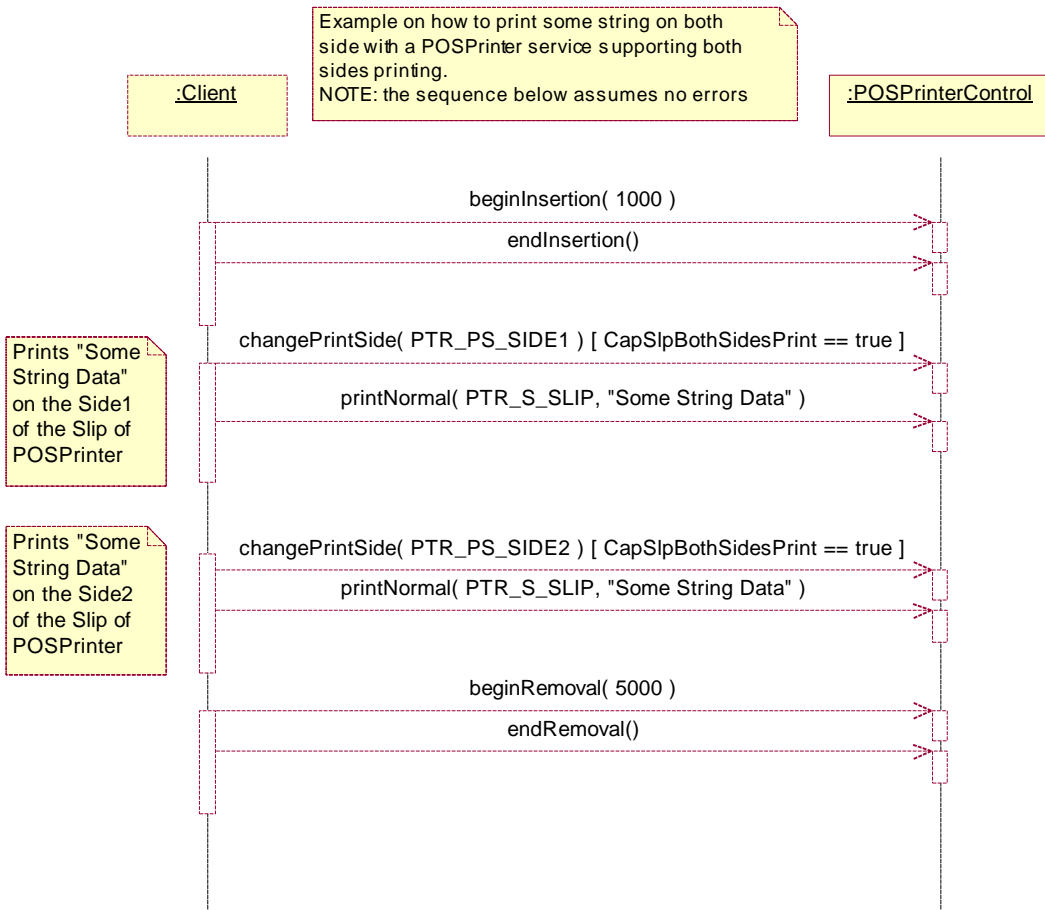 Example on how to print some string on both
side with a POSPrinter service supporting both
sides printing.
NOTE: the sequence below assumes no errors
:Client
:POSPrinterControl
beginInsertion( 1000 )
endInsertion()
changePrintSide( PTR_PS_SIDE1 ) [ CapSlpBothSidesPrint == true ]
Prints "Some
String Data"
on the Side1
of the Slip of
POSPrinter
printNormal( PTR_S_SLIP, "Some String Data" )
Prints "Some
String Data"
on the Side2
of the Slip of
POSPrinter
changePrintSide( PTR_PS_SIDE2 ) [ CapSlpBothSidesPrint == true ]
printNormal( PTR_S_SLIP, "Some String Data" )
beginRemoval( 5000 )
endRemoval()